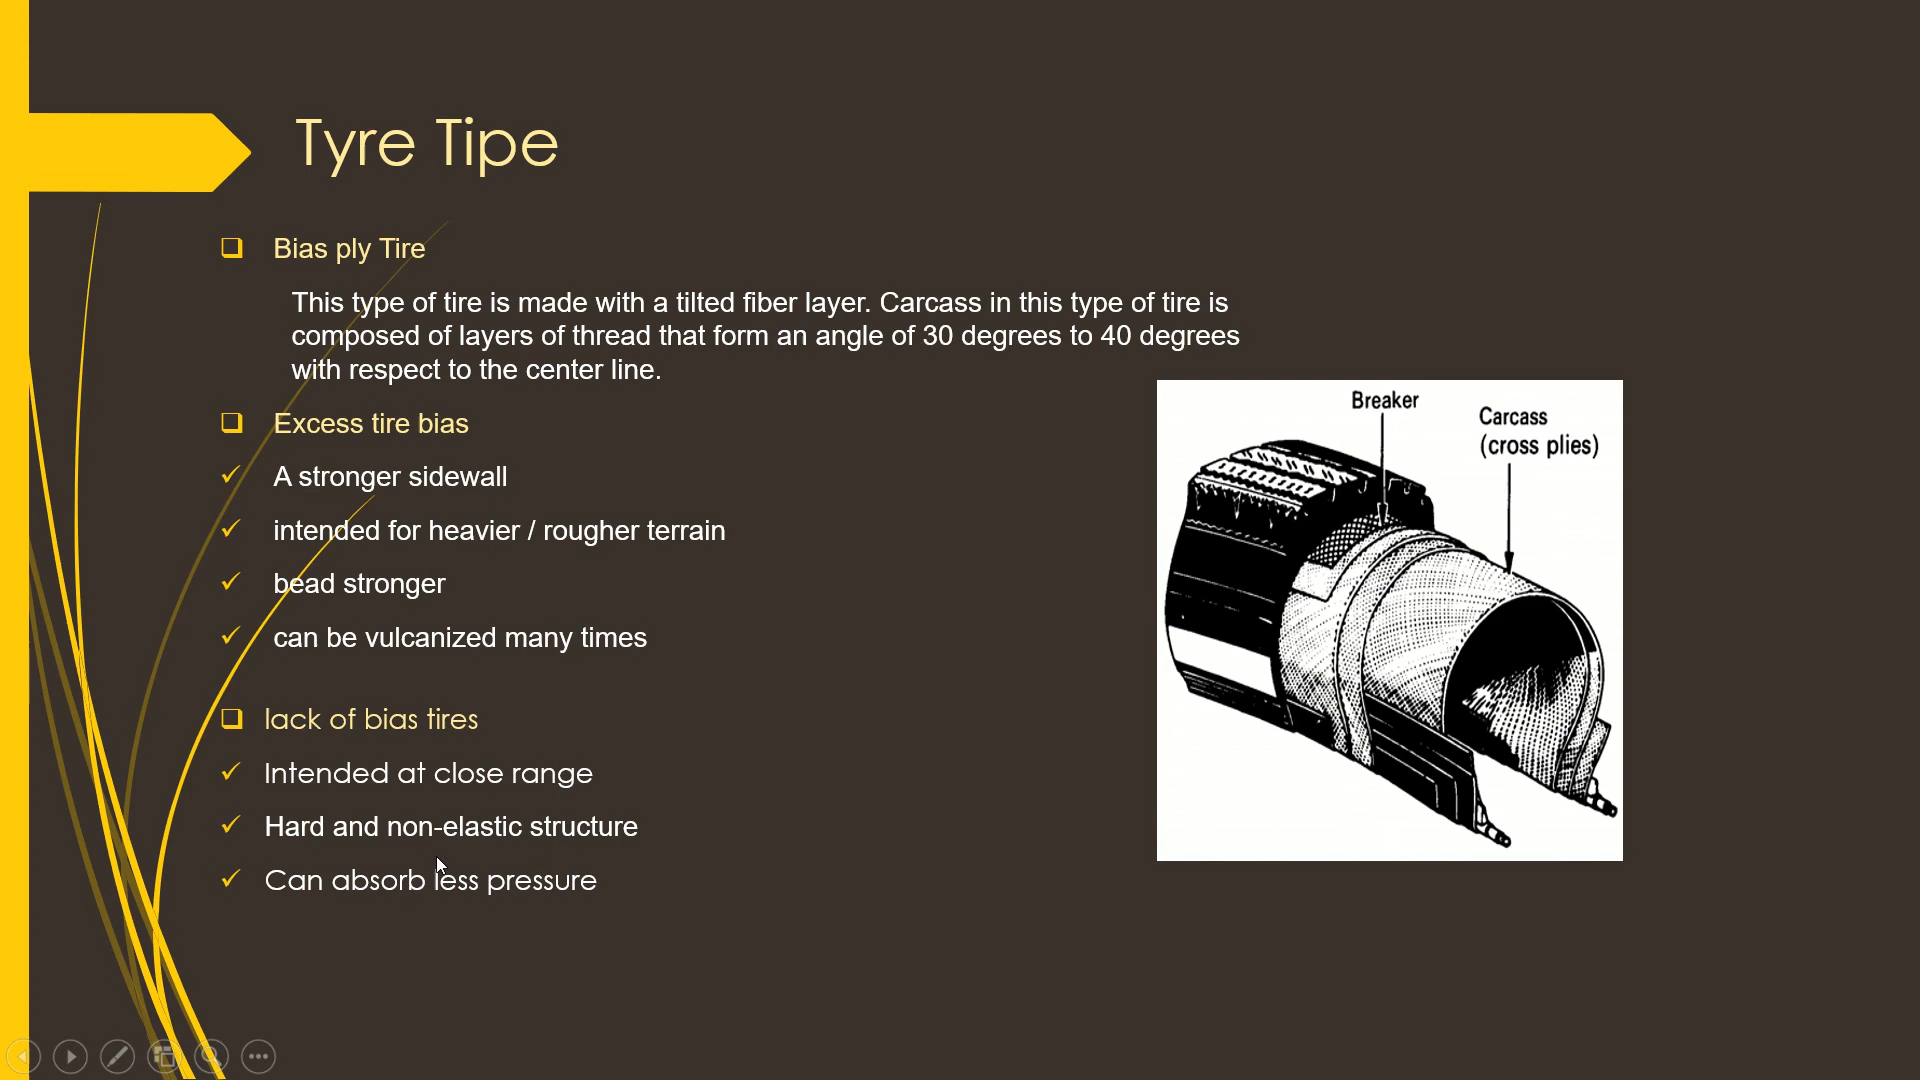 Tyre Tipe
Bias ply Tire
This type of tire is made with a tilted fiber layer. Carcass in this type of tire is
composed of layers of thread that form an angle of 30 degrees to 40 degrees
with respect to the center line.
Excess tire bias
A stronger sidewall
intended for heavier / rougher terrain
bead stronger
can be vulcanized many times
lack of bias tires
Intended at close range
Hard and non-elastic structure
Can absorb less pressure
Breaker
Carcass
(cross plies)